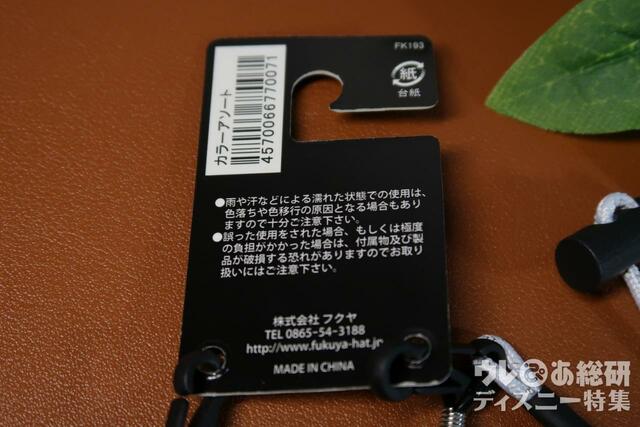 FK193
紙
台紙
カラーアソート
4570066770071
●雨や汗などによる濡れた状態での使用は、
色落ちや色移行の原因となる場合もあり
ますので十分ご注意下さい。
●誤った使用をされた場合、もしくは極度
の負担がかかった場合は、付属物及び製
品が破損する恐れがありますのでお取り
扱いにはご注意下さい。
株式会社 フクヤ
TEL 0865-54-3188
http://www.fukuya-hat.jp
MADE IN CHINA
ウレぴあ総研
ディズニー特集